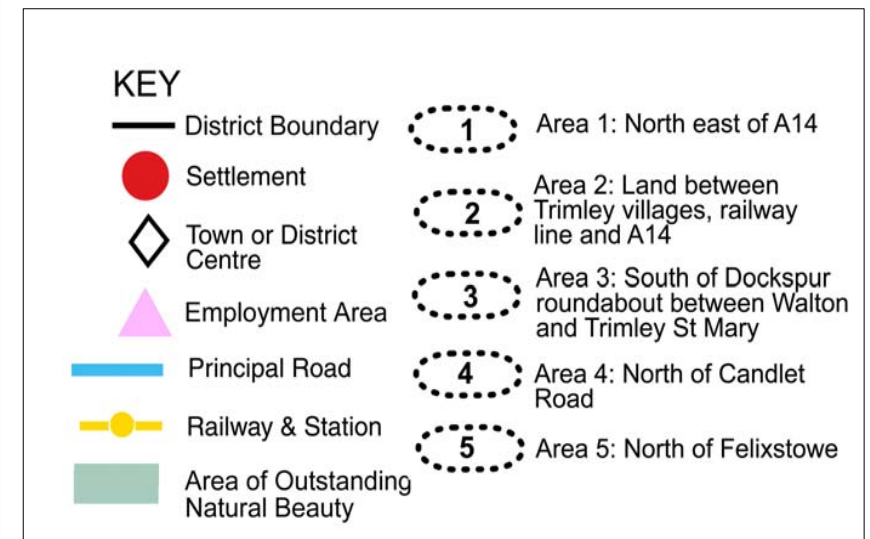 KEY
District Boundary
Settlement
Town or District
Centre
Employment Area
Principal Road
Railway & Station
Area of Outstanding
Natural Beauty
1
Area 1: North east of A14
2
Area 2: Land between
Trimley villages, railway
line and A14
3
Area 3: South of Dockspur
roundabout between Walton
and Trimley St Mary
4
Area 4: North of Candlet
Road
5
Area 5: North of Felixstowe